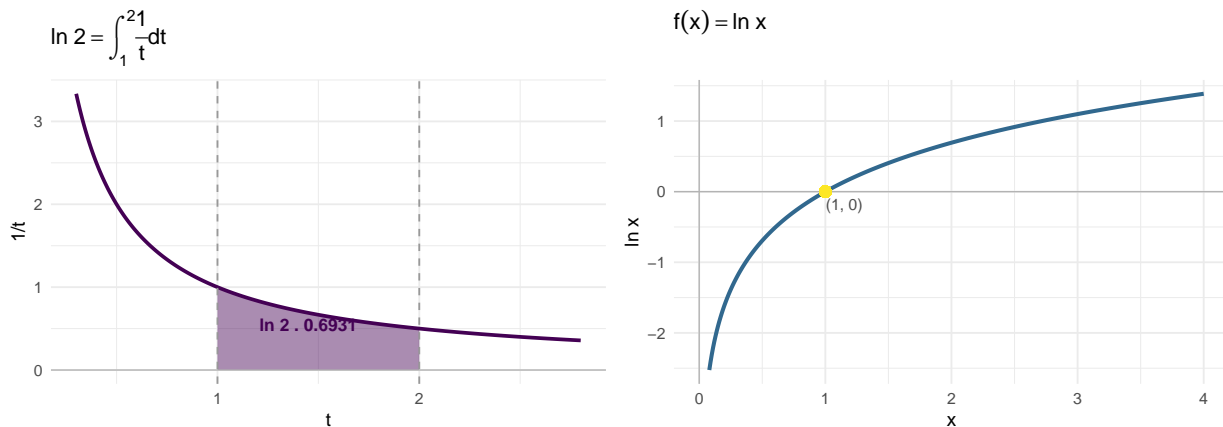 ln 2 = ∫₁² 1/t dt
3
2
1
0
1/t
ln 2 . 0.6931
1 2
t
f(x) = ln x
1
0
−1
−2
ln x
(1, 0)
0 1 2 3 4
x